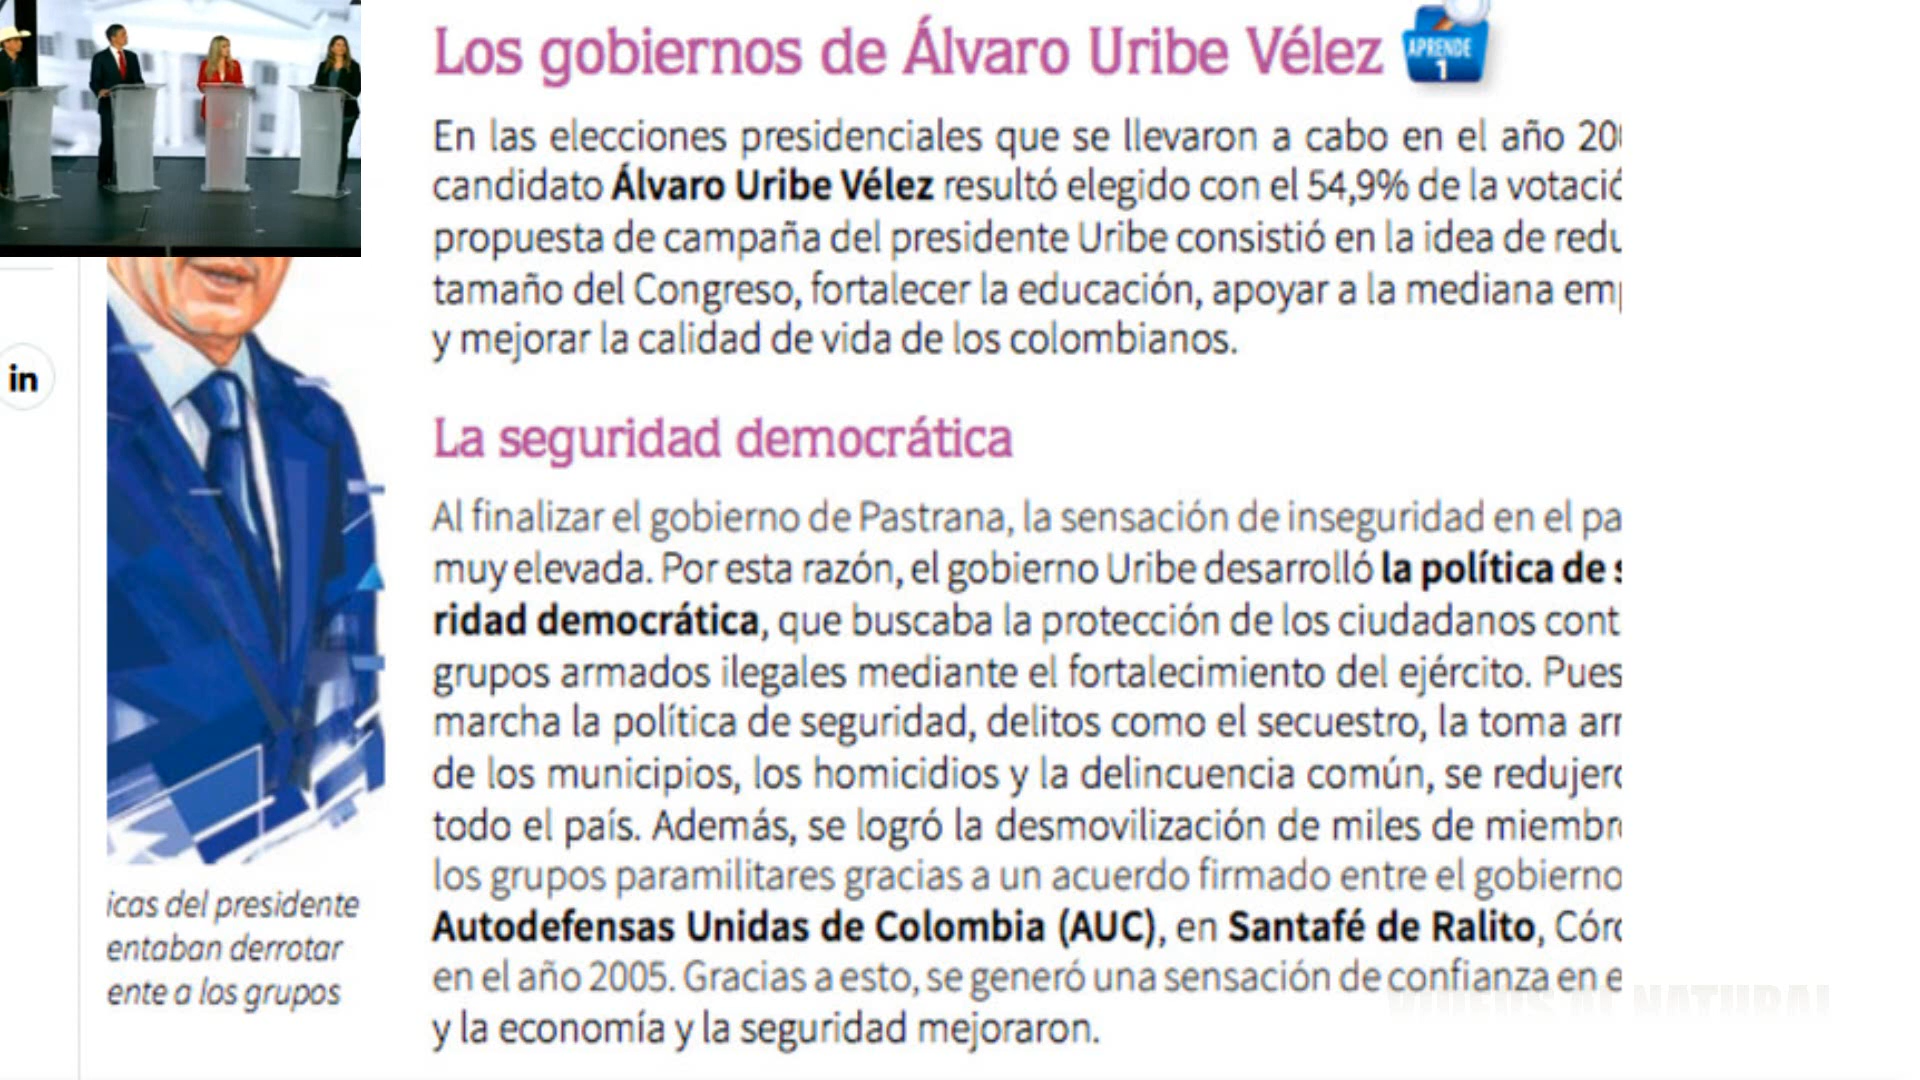 Los gobiernos de Álvaro Uribe Vélez
APRENDE
1
En las elecciones presidenciales que se llevaron a cabo en el año
candidato Álvaro Uribe Vélez resultó elegido con el 54,9% de la
propuesta de campaña del presidente Uribe consistió en la idea de
tamaño del Congreso, fortalecer la educación, apoyar a la mediana
y mejorar la calidad de vida de los colombianos.
La seguridad democrática
Al finalizar el gobierno de Pastrana, la sensación de inseguridad en el
muy elevada. Por esta razón, el gobierno Uribe desarrolló la política de
ridad democrática, que buscaba la protección de los ciudadanos
grupos armados ilegales mediante el fortalecimiento del ejército.
marcha la política de seguridad, delitos como el secuestro, la toma
de los municipios, los homicidios y la delincuencia común, se
todo el país. Además, se logró la desmovilización de miles de
los grupos paramilitares gracias a un acuerdo firmado entre el gobierno
Autodefensas Unidas de Colombia (AUC), en Santafé de Ralito,
en el año 2005. Gracias a esto, se generó una sensación de confianza en
y la economía y la seguridad mejoraron.
in
icas del presidente
entaban derrotar
ente a los grupos